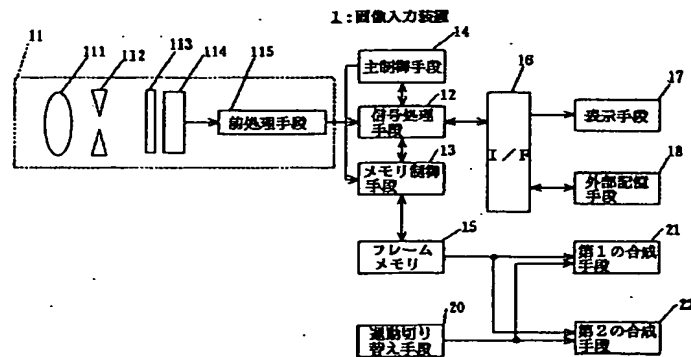 1:画像入力装置
11
111
112
113
114
115
前処理手段
14
主制御手段
12
信号処理
手段
13
メモリ制御
手段
15
フレーム
メモリ
20
運動切り
替え手段
16
I/F
17
表示手段
18
外部記憶
手段
21
第1の合成
手段
22
第2の合成
手段